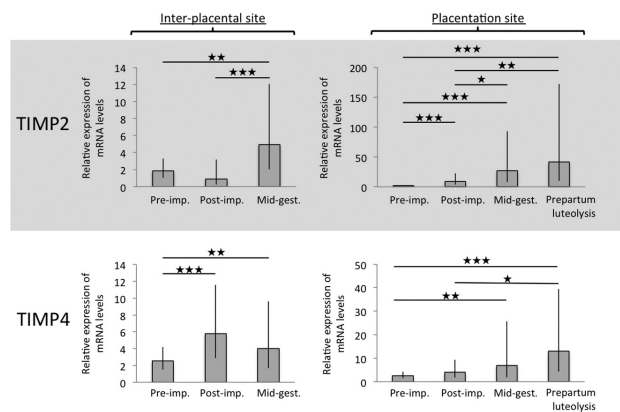 Inter-placental site
Placentation site
TIMP2
Relative expression of
mRNA levels
14
12
10
8
6
4
2
0
★★
★★★
Pre-imp.
Post-imp.
Mid-gest.
Relative expression of
mRNA levels
200
150
100
50
0
★★★
★★
★
★★★
★★★
Pre-imp.
Post-imp.
Mid-gest.
Prepartum
luteolysis
TIMP4
Relative expression of
mRNA levels
14
12
10
8
6
4
2
0
★★
★★★
Pre-imp.
Post-imp.
Mid-gest.
Relative expression of
mRNA levels
50
40
30
20
10
0
★★★
★
★★
Pre-imp.
Post-imp.
Mid-gest.
Prepartum
luteolysis